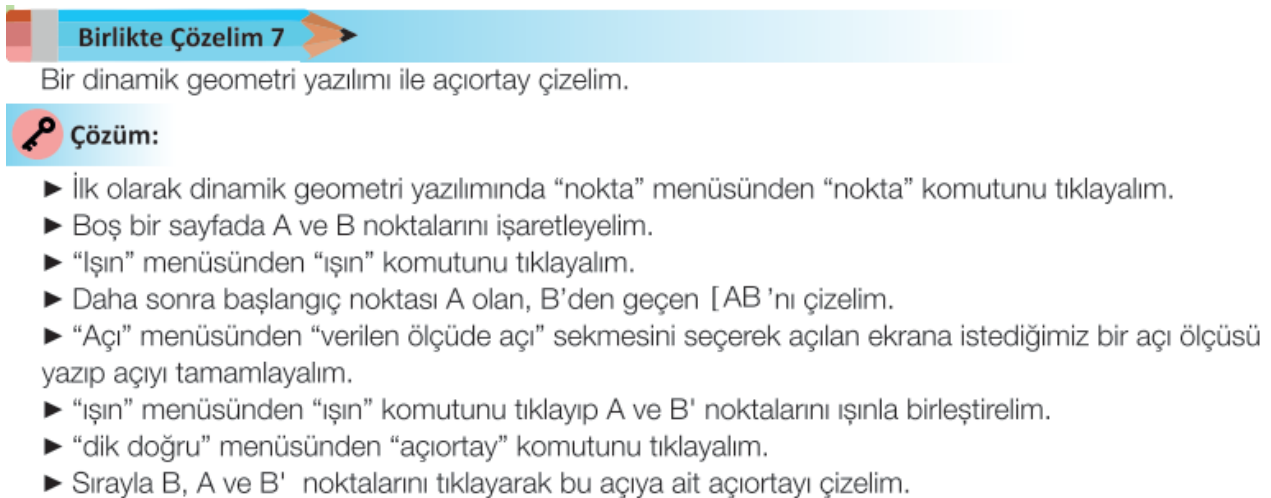 Birlikte Çözelim 7
Bir dinamik geometri yazılımı ile açıortay çizelim.
Çözüm:
► İlk olarak dinamik geometri yazılımında “nokta” menüsünden “nokta” komutunu tıklayalım.
► Boş bir sayfada A ve B noktalarını işaretleyelim.
► “Işın” menüsünden “ışın” komutunu tıklayalım.
► Daha sonra başlangıç noktası A olan, B’den geçen [AB ’nı çizelim.
► “Açı” menüsünden “verilen ölçüde açı” sekmesini seçerek açılan ekrana istediğimiz bir açı ölçüsü
yazıp açıyı tamamlayalım.
► “ışın” menüsünden “ışın” komutunu tıklayıp A ve B' noktalarını ışınla birleştirelim.
► “dik doğru” menüsünden “açıortay” komutunu tıklayalım.
► Sırayla B, A ve B' noktalarını tıklayarak bu açıya ait açıortayı çizelim.